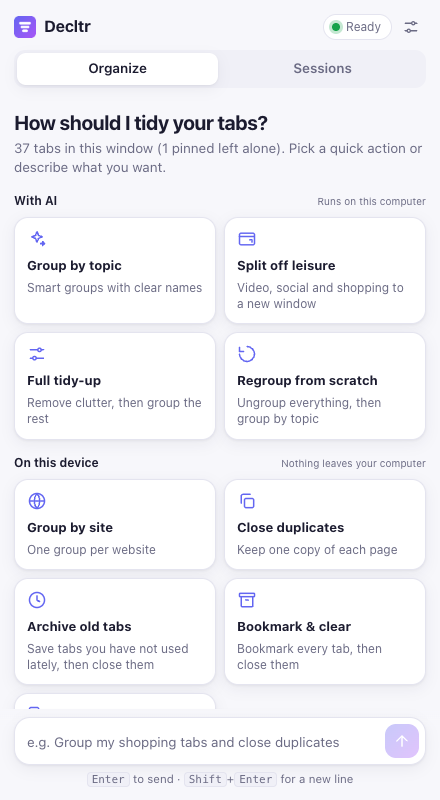 Decltr
Ready
Organize
Sessions
How should I tidy your tabs?
37 tabs in this window (1 pinned left alone). Pick a quick action or
describe what you want.
With AI
Runs on this computer
Group by topic
Smart groups with clear names
Split off leisure
Video, social and shopping to
a new window
Full tidy-up
Remove clutter, then group the
rest
Regroup from scratch
Ungroup everything, then
group by topic
On this device
Nothing leaves your computer
Group by site
One group per website
Close duplicates
Keep one copy of each page
Archive old tabs
Save tabs you have not used
lately, then close them
Bookmark & clear
Bookmark every tab, then
close them
e.g. Group my shopping tabs and close duplicates
Enter to send · Shift+Enter for a new line